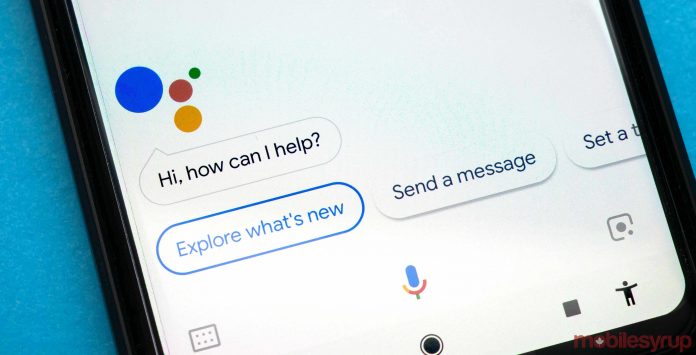 Hi, how can I help?
Explore what's new
Send a message
Set a t
mobilesyrup